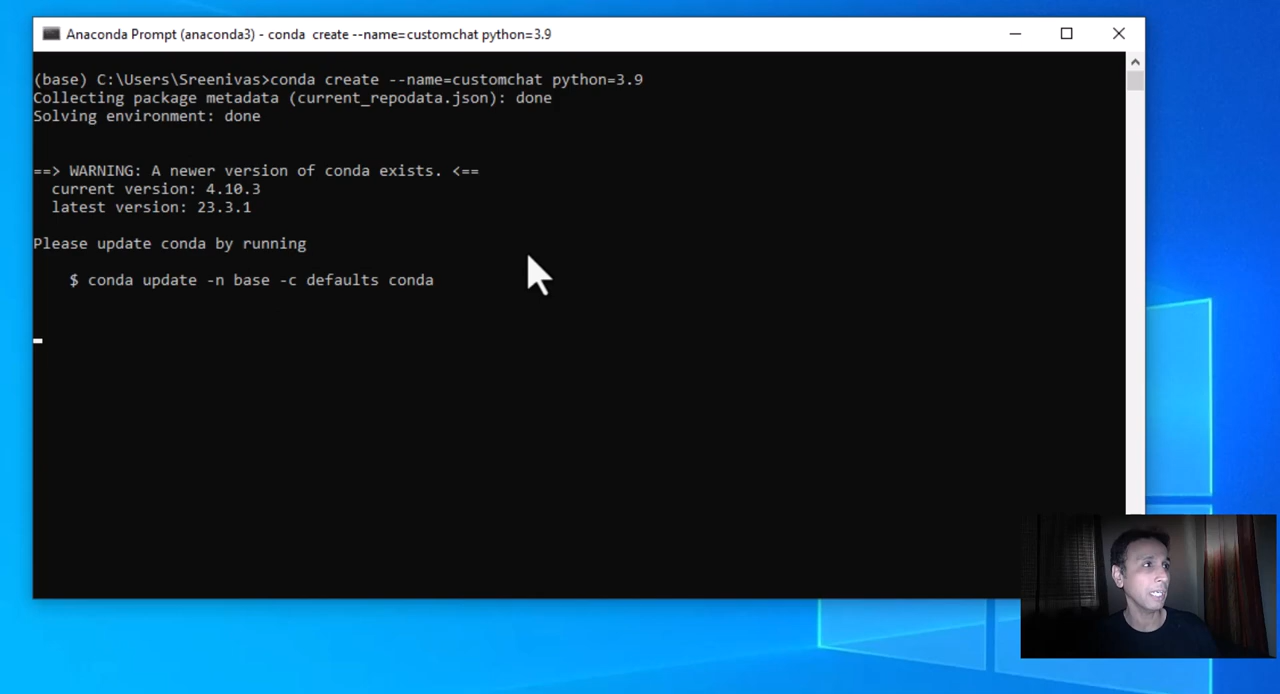 Anaconda Prompt (anaconda3) - conda  create --name=customchat python=3.9
(base) C:\Users\Sreenivas>conda create --name=customchat python=3.9
Collecting package metadata (current_repodata.json): done
Solving environment: done
==> WARNING: A newer version of conda exists. <==
  current version: 4.10.3
  latest version: 23.3.1
Please update conda by running
    $ conda update -n base -c defaults conda